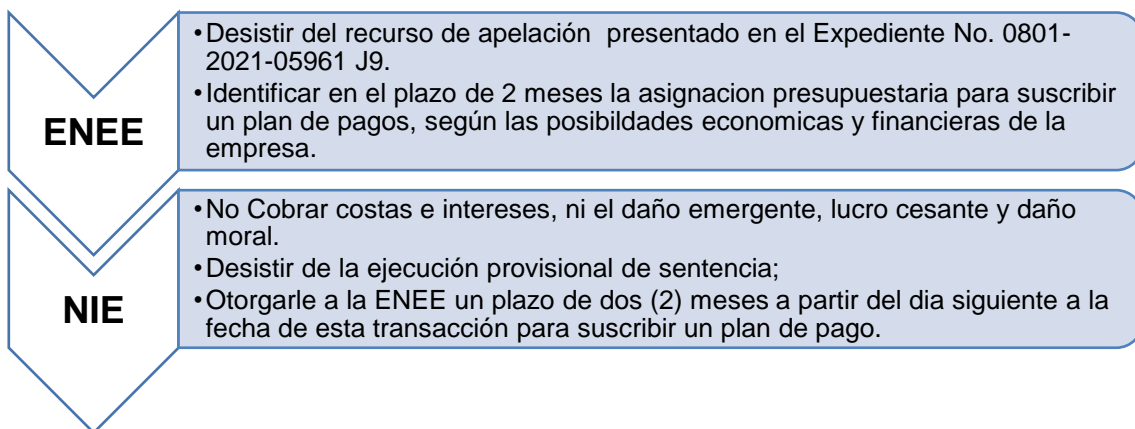 ENEE
•Desistir del recurso de apelación presentado en el Expediente No. 0801-
2021-05961 J9.
•Identificar en el plazo de 2 meses la asignacion presupuestaria para suscribir
un plan de pagos, según las posibildades economicas y financieras de la
empresa.
NIE
•No Cobrar costas e intereses, ni el daño emergente, lucro cesante y daño
moral.
•Desistir de la ejecución provisional de sentencia;
•Otorgarle a la ENEE un plazo de dos (2) meses a partir del dia siguiente a la
fecha de esta transacción para suscribir un plan de pago.